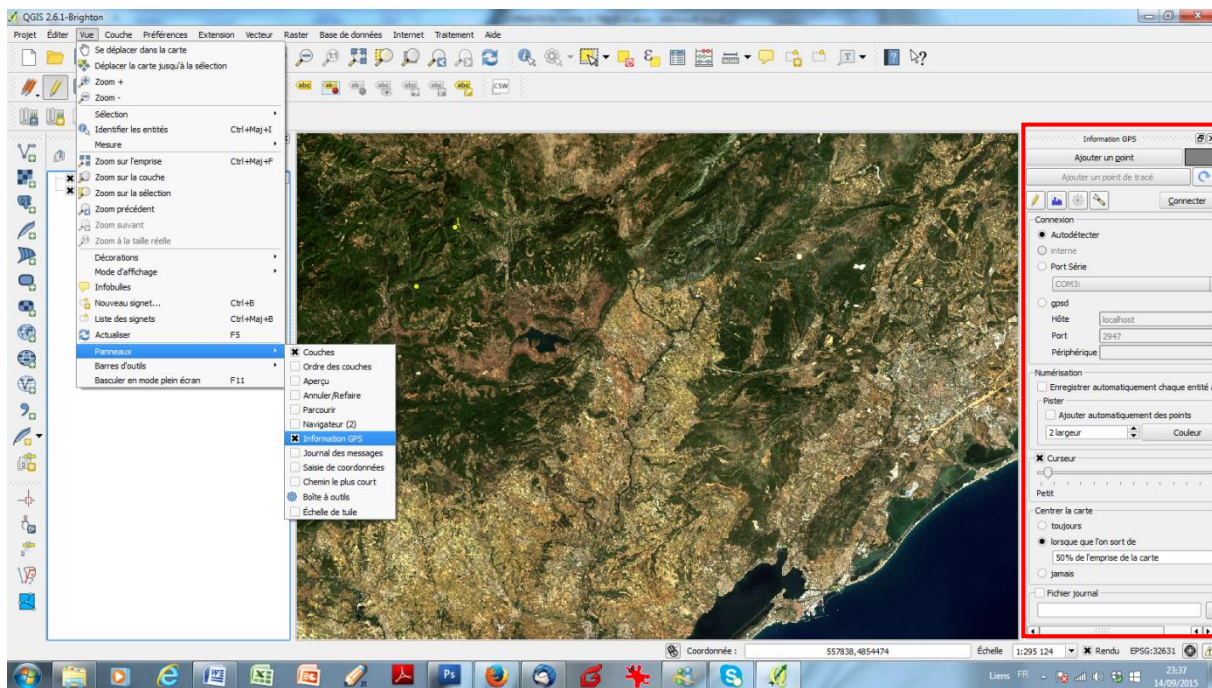 QGIS 2.6.1-Brighton
Projet Éditer Vue Couche Préférences Extension Vecteur Raster Base de données Internet Traitement Aide
Se déplacer dans la carte
Déplacer la carte jusqu'à la sélection
Zoom +
Zoom -
Sélection
Identifier les entités Ctrl+Maj+I
Mesure
Zoom sur l'emprise Ctrl+Maj+F
Zoom sur la couche
Zoom sur la sélection
Zoom précédent
Zoom suivant
Zoom à la taille réelle
Décorations
Mode d'affichage
Infobulles
Nouveau signet... Ctrl+B
Liste des signets Ctrl+Maj+B
Actualiser F5
Panneaux
Barres d'outils
Basculer en mode plein écran F11
Couches
Ordre des couches
Aperçu
Annuler/Refaire
Parcourir
Navigateur (2)
Information GPS
Journal des messages
Saisie de coordonnées
Chemin le plus court
Boîte à outils
Échelle de tuile
abc abc abc abc abc abc CSW
Information GPS
Ajouter un point
Ajouter un point de tracé
Connecter
Connexion
Autodétecter
interne
Port Série
COM3:
gpsd
Hôte localhost
Port 2947
Périphérique
Numérisation
Enregistrer automatiquement chaque entité
Pister
Ajouter automatiquement des points
2 largeur Couleur
Curseur
Petit
Centrer la carte
toujours
lorsque que l'on sort de
50% de l'emprise de la carte
jamais
Fichier journal
Coordonnée : 557838,4854474 Échelle 1:295 124 Rendu EPSG:32631
Ps
Liens FR
23:37
14/09/2015